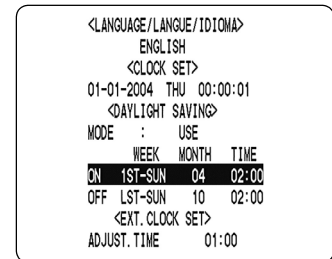 <LANGUAGE/LANGUE/IDIOMA>
ENGLISH
<CLOCK SET>
01-01-2004 THU 00:00:01
<DAYLIGHT SAVING>
MODE : USE
WEEK MONTH TIME
ON 1ST-SUN 04 02:00
OFF LST-SUN 10 02:00
<EXT.CLOCK SET>
ADJUST.TIME 01:00